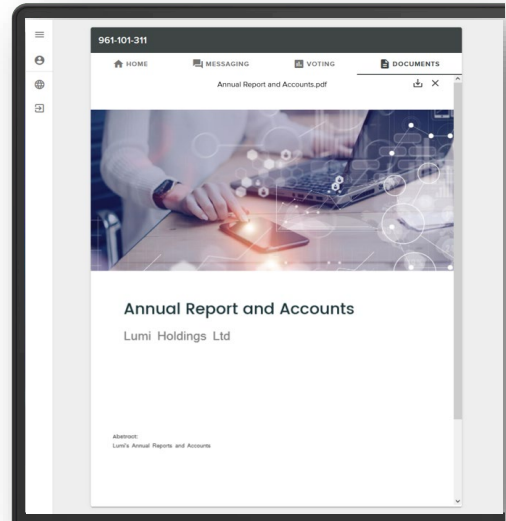 961-101-311
HOME MESSAGING VOTING DOCUMENTS
Annual Report and Accounts.pdf
Annual Report and Accounts
Lumi Holdings Ltd
Abstract:
Lumi's Annual Reports and Accounts